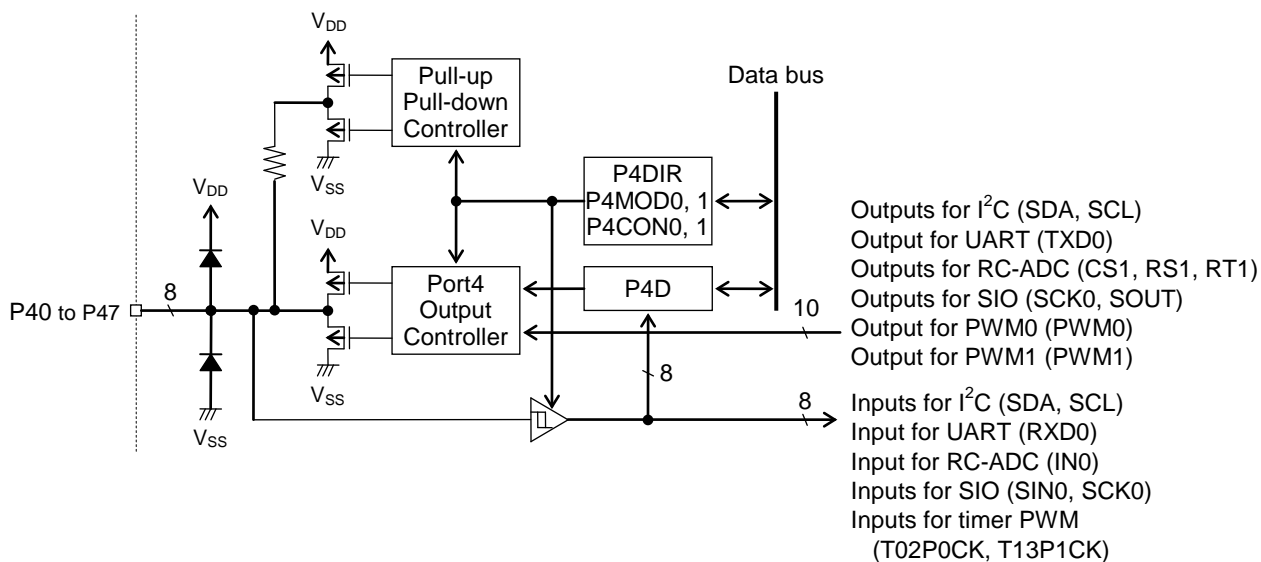 VDD
Pull-up
Pull-down
Controller
VSS
Data bus
P4DIR
P4MOD0, 1
P4CON0, 1
VDD
VDD
Port4
Output
Controller
P4D
P40 to P47
8
10
VSS
VSS
8
8
Outputs for I2C (SDA, SCL)
Output for UART (TXD0)
Outputs for RC-ADC (CS1, RS1, RT1)
Outputs for SIO (SCK0, SOUT)
Output for PWM0 (PWM0)
Output for PWM1 (PWM1)
Inputs for I2C (SDA, SCL)
Input for UART (RXD0)
Input for RC-ADC (IN0)
Inputs for SIO (SIN0, SCK0)
Inputs for timer PWM
(T02P0CK, T13P1CK)